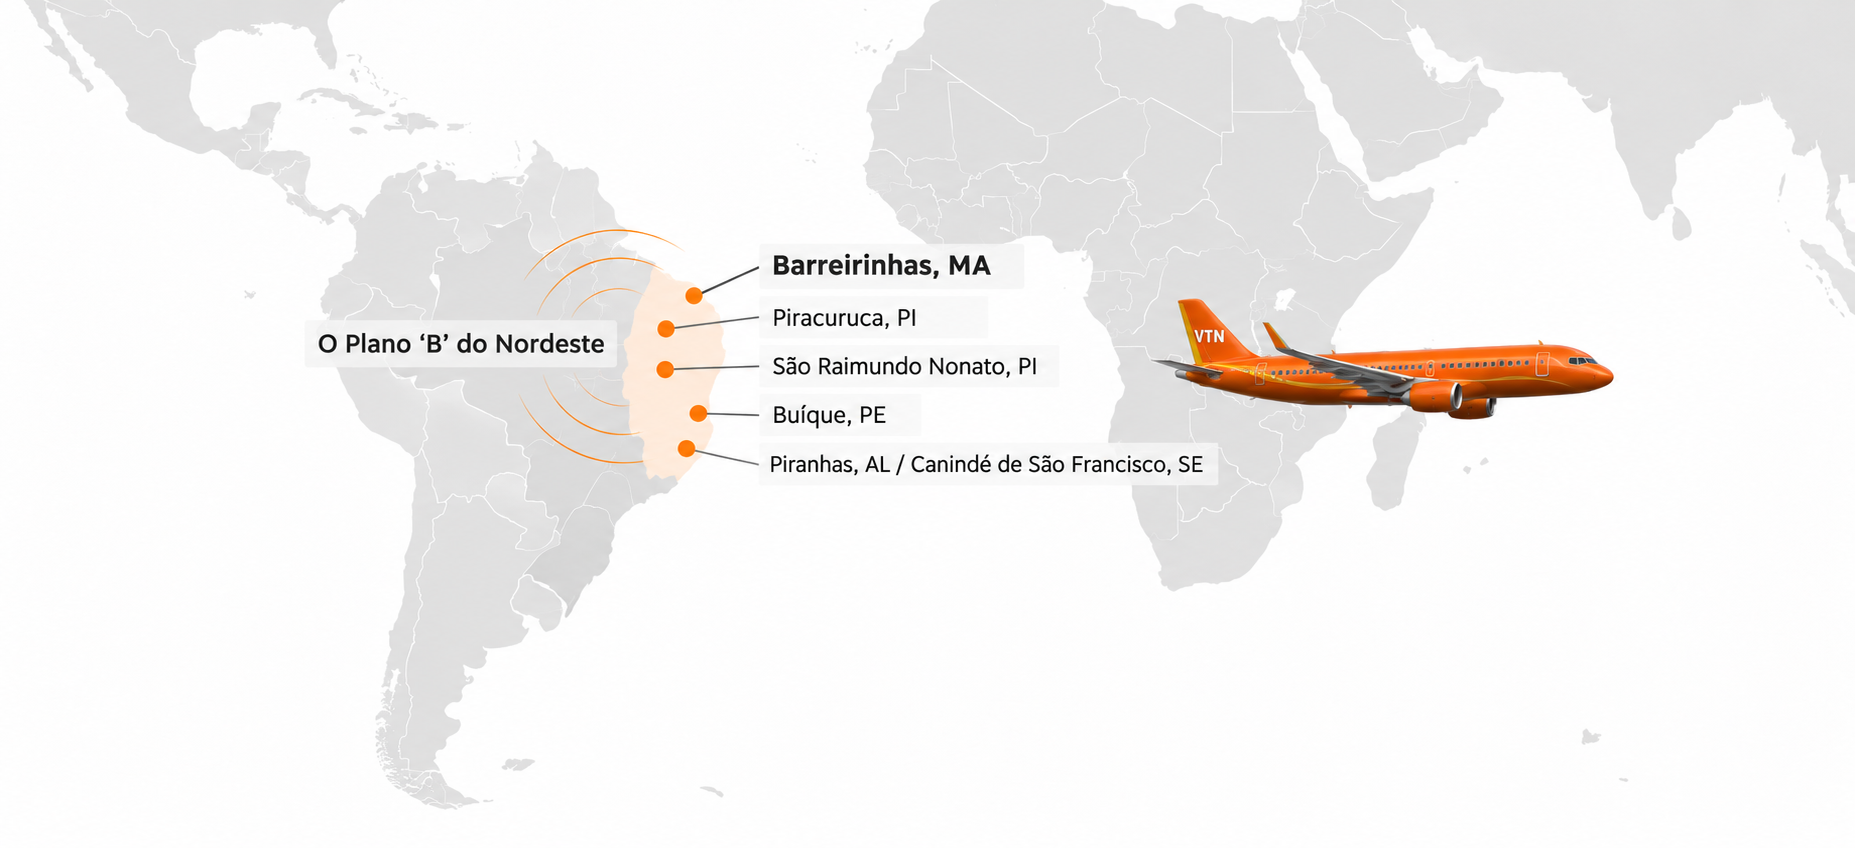 Barreirinhas, MA
Piracuruca, PI
O Plano ‘B’ do Nordeste
São Raimundo Nonato, PI
Buíque, PE
Piranhas, AL / Canindé de São Francisco, SE
VTN